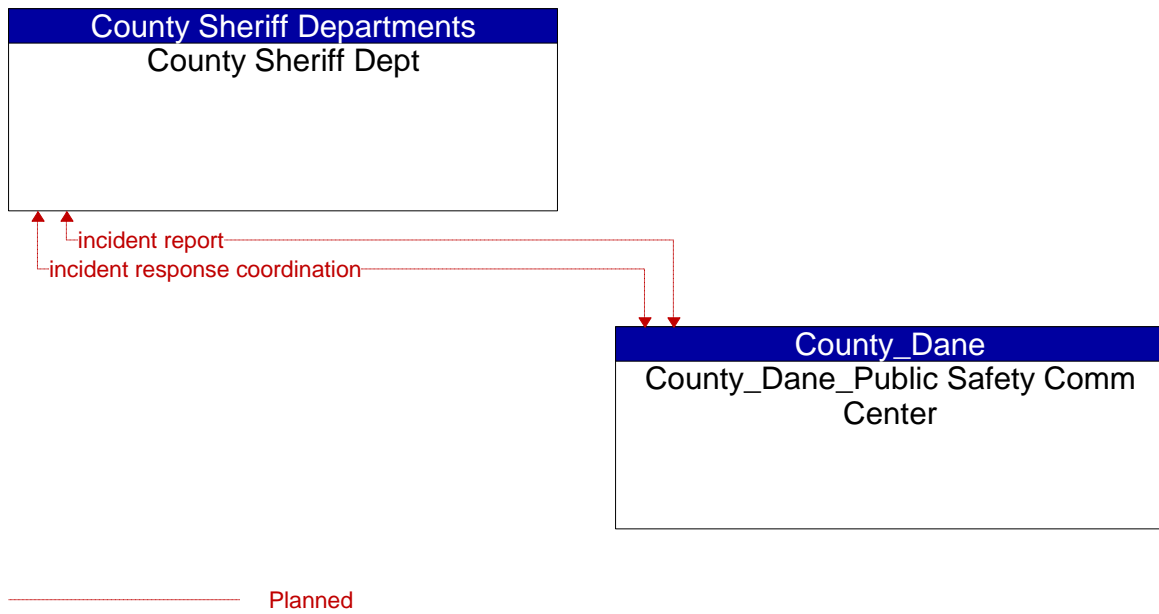 County Sheriff Departments
County Sheriff Dept
incident report
incident response coordination
County_Dane
County_Dane_Public Safety Comm
Center
Planned